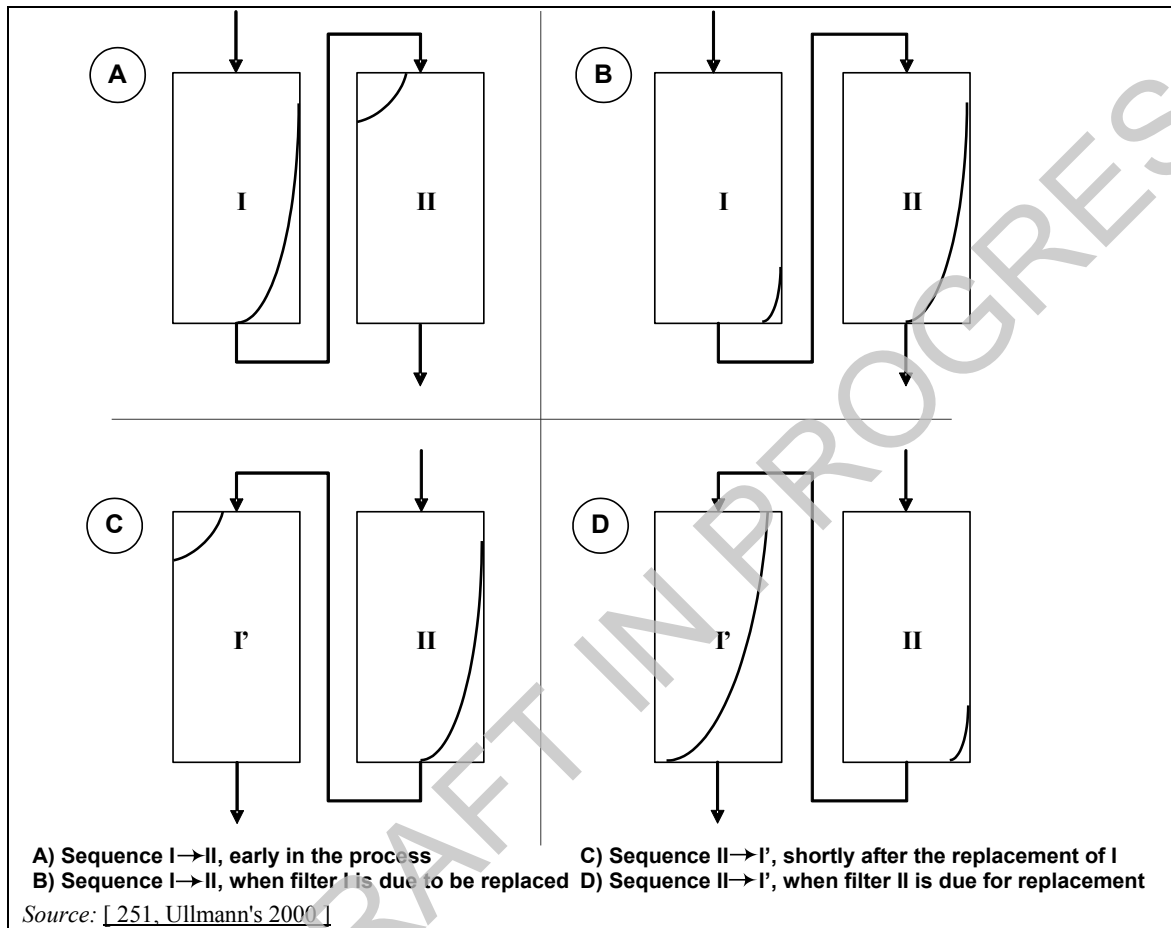 A
B
I
II
I
II
C
D
I’
II
I’
II
A) Sequence I→II, early in the process
B) Sequence I→II, when filter I is due to be replaced
C) Sequence II→I’, shortly after the replacement of I
D) Sequence II→I’, when filter II is due for replacement
Source: [ 251, Ullmann's 2000 ]
RAFT IN PROGRES